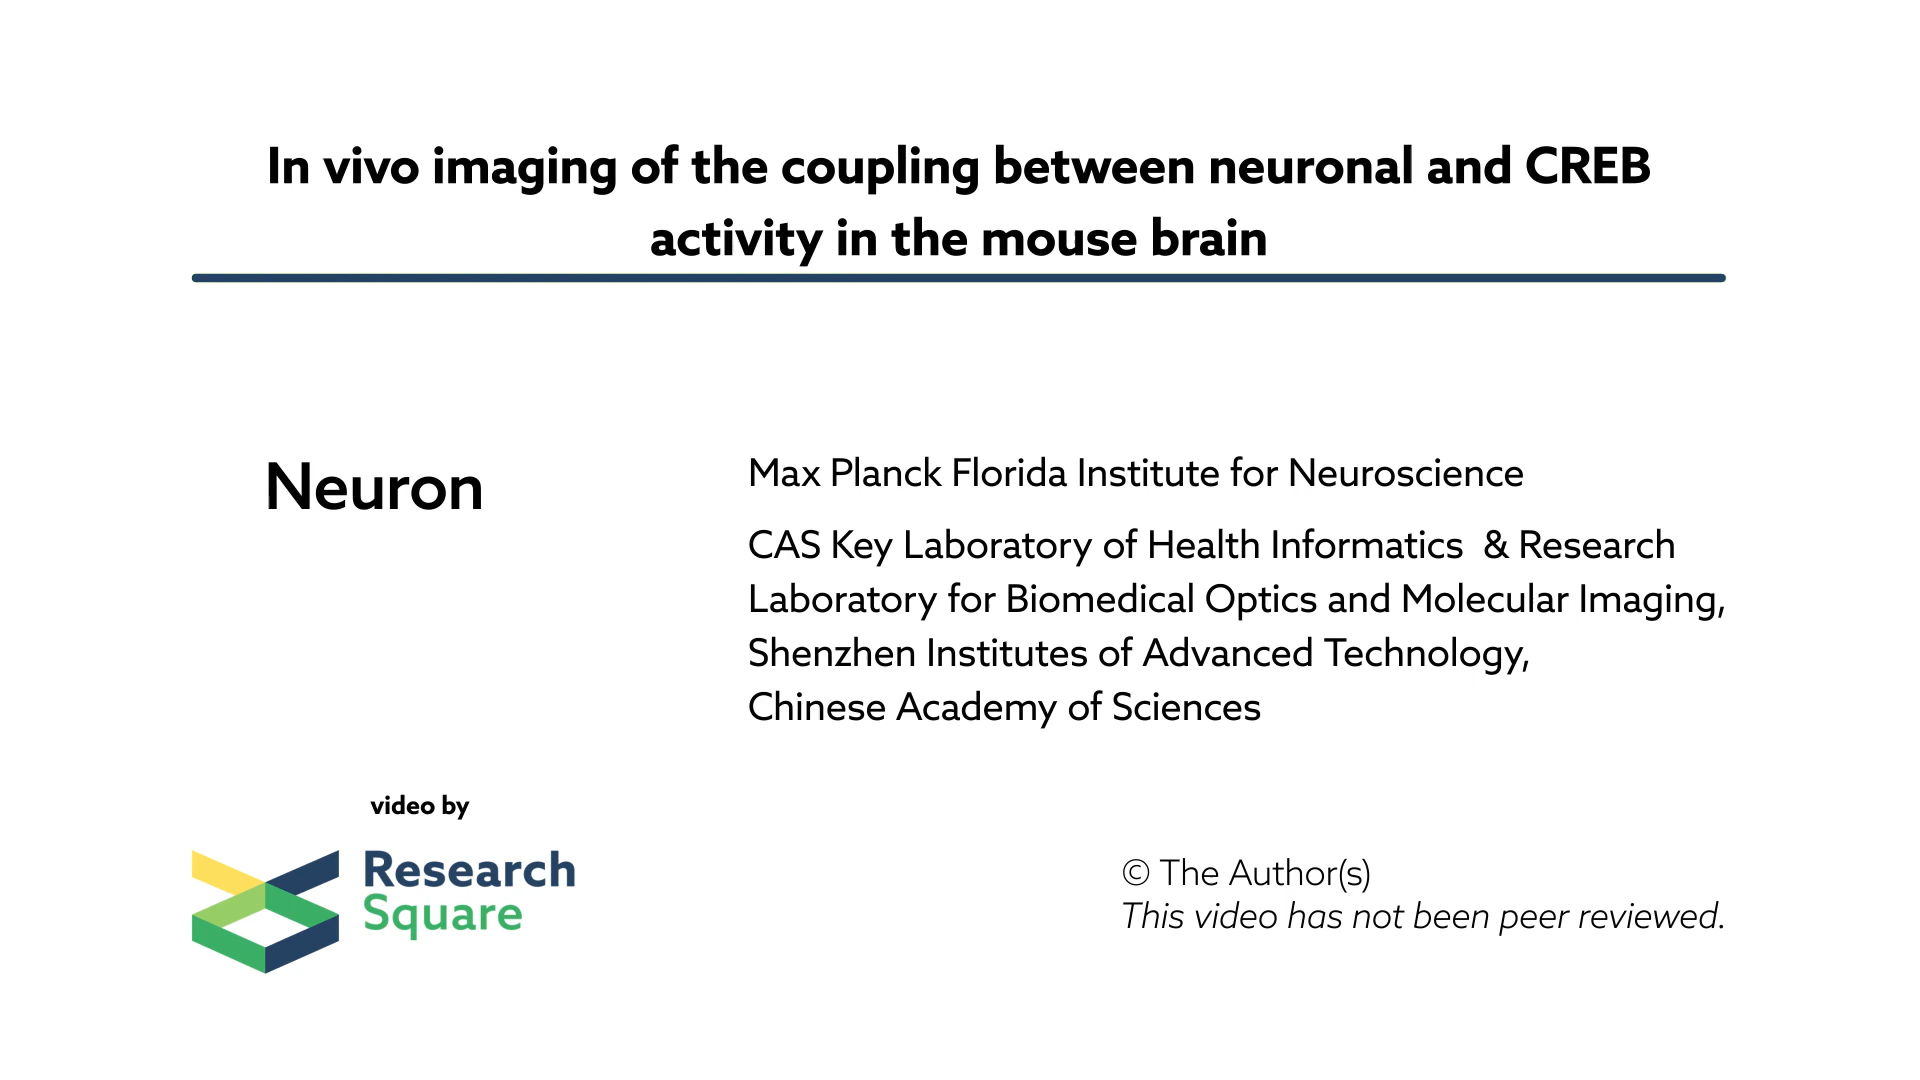 In vivo imaging of the coupling between neuronal and CREB
activity in the mouse brain
Neuron
Max Planck Florida Institute for Neuroscience
CAS Key Laboratory of Health Informatics & Research
Laboratory for Biomedical Optics and Molecular Imaging,
Shenzhen Institutes of Advanced Technology,
Chinese Academy of Sciences
video by
Research
Square
© The Author(s)
This video has not been peer reviewed.